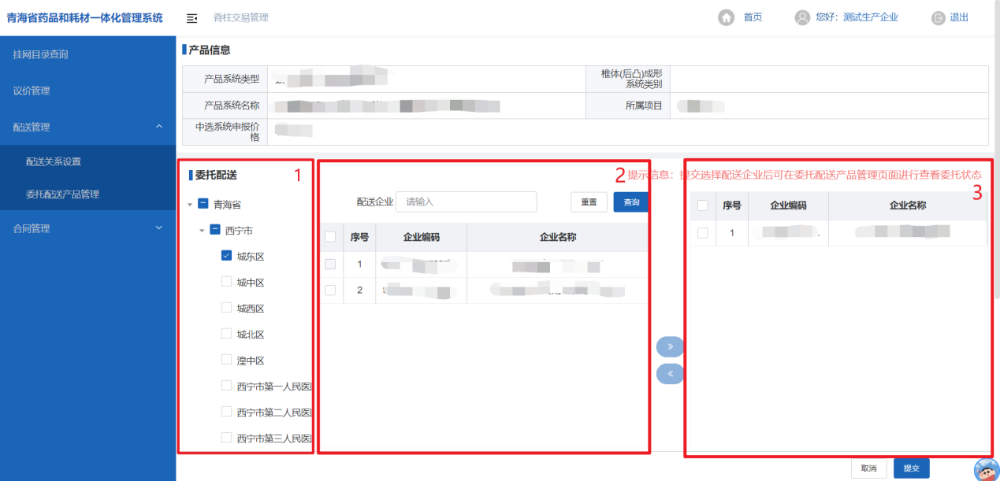 青海省药品和耗材一体化管理系统
脊柱交易管理
首页
您好：测试生产企业
退出
挂网目录查询
议价管理
配送管理
配送关系设置
委托配送产品管理
合同管理
产品信息
产品系统类型
椎体(后凸)成形系统类别
产品系统名称
所属项目
中选系统申报价格
委托配送
1
青海省
西宁市
城东区
城中区
城西区
城北区
湟中区
西宁市第一人民医
西宁市第二人民医
西宁市第三人民医
2
提示信息：提交选择配送企业后可在委托配送产品管理页面进行查看委托状态
配送企业 请输入 重置 查询
序号 企业编码 企业名称
1
2
3
序号 企业编码 企业名称
1
取消 提交